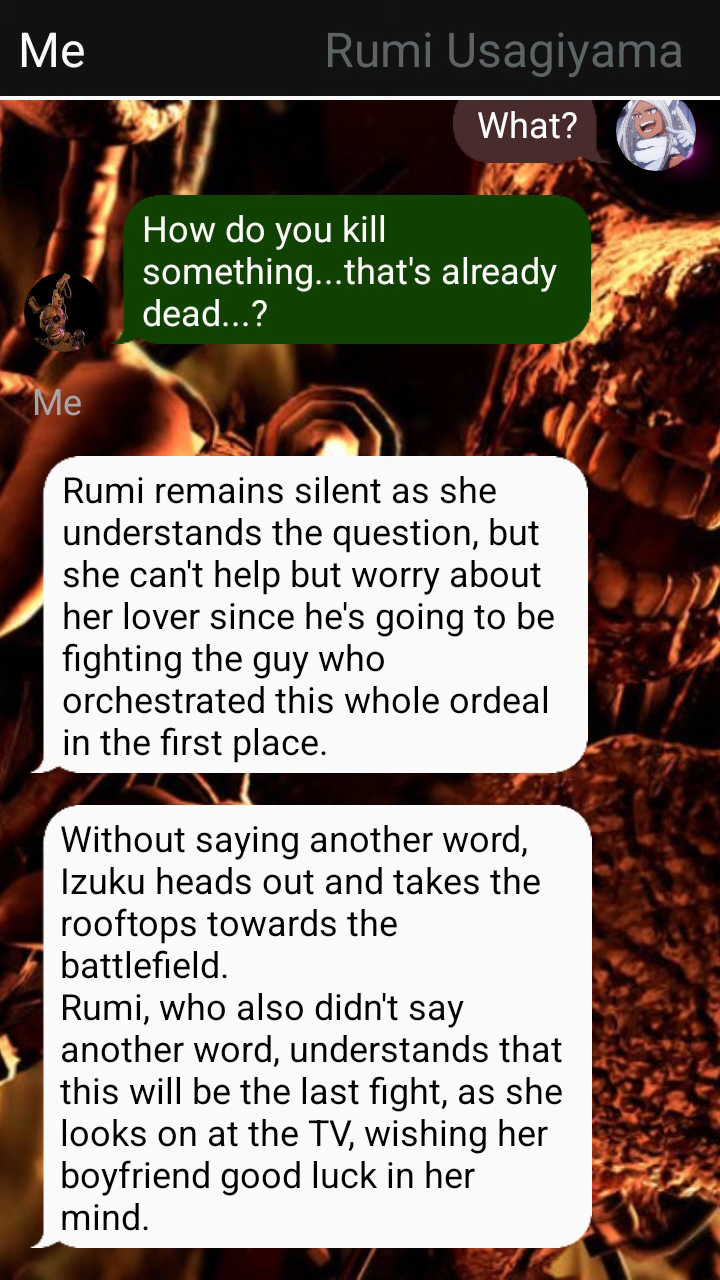 Me
Rumi Usagiyama
What?
How do you kill
something...that's already
dead...?
Me
Rumi remains silent as she
understands the question, but
she can't help but worry about
her lover since he's going to be
fighting the guy who
orchestrated this whole ordeal
in the first place.
Without saying another word,
Izuku heads out and takes the
rooftops towards the
battlefield.
Rumi, who also didn't say
another word, understands that
this will be the last fight, as she
looks on at the TV, wishing her
boyfriend good luck in her
mind.